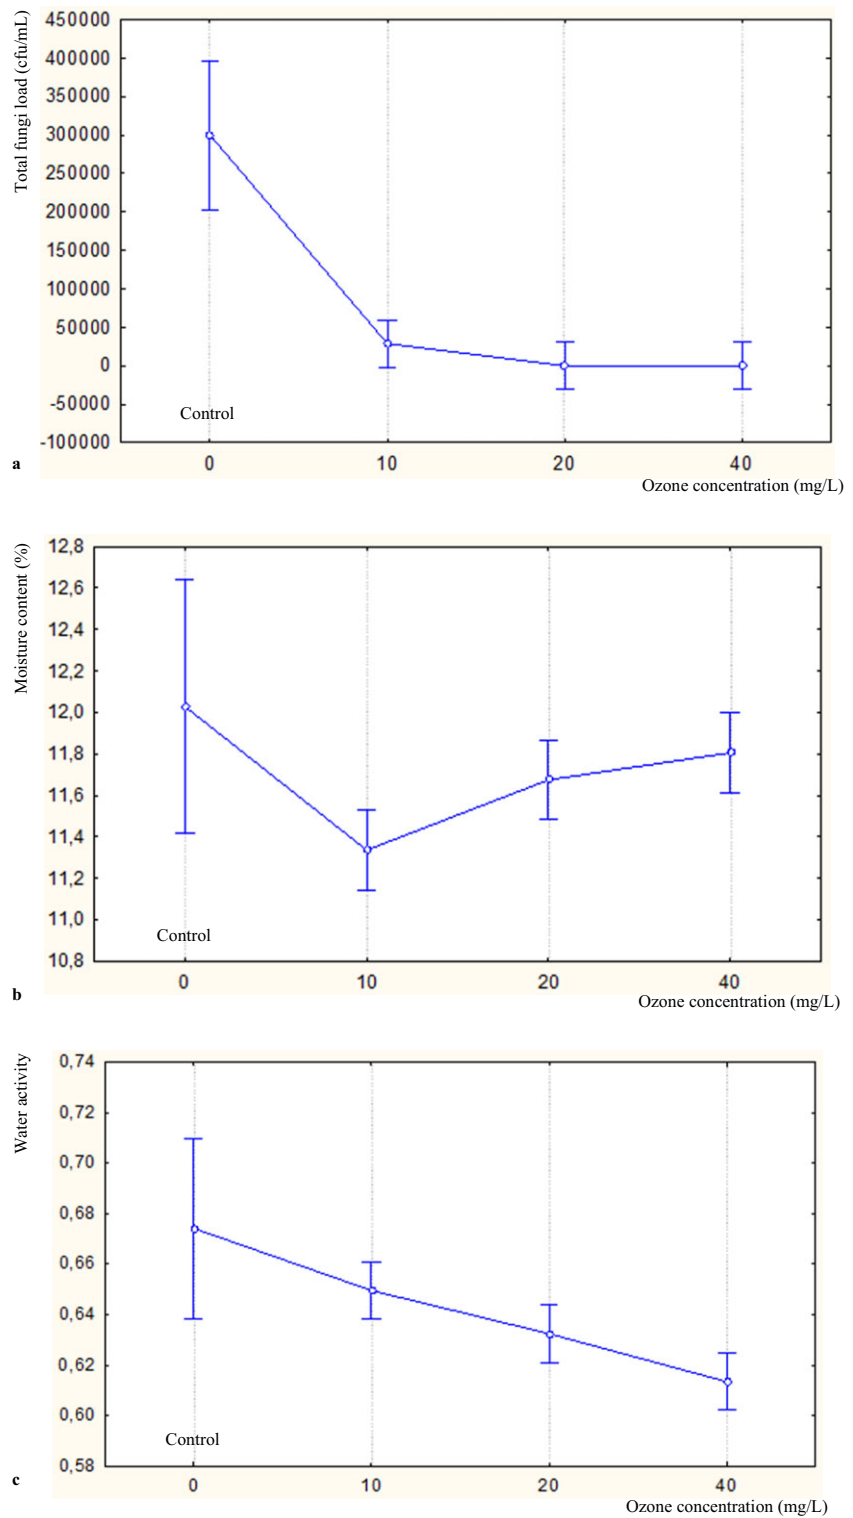 Total fungi load (cfu/mL)
450000
400000
350000
300000
250000
200000
150000
100000
50000
0
-50000
-100000
Control
0 10 20 40
a
Ozone concentration (mg/L)
Moisture content (%)
12,8
12,6
12,4
12,2
12,0
11,8
11,6
11,4
11,2
11,0
10,8
Control
0 10 20 40
b
Ozone concentration (mg/L)
Water activity
0,74
0,72
0,70
0,68
0,66
0,64
0,62
0,60
0,58
Control
c
0 10 20 40
Ozone concentration (mg/L)